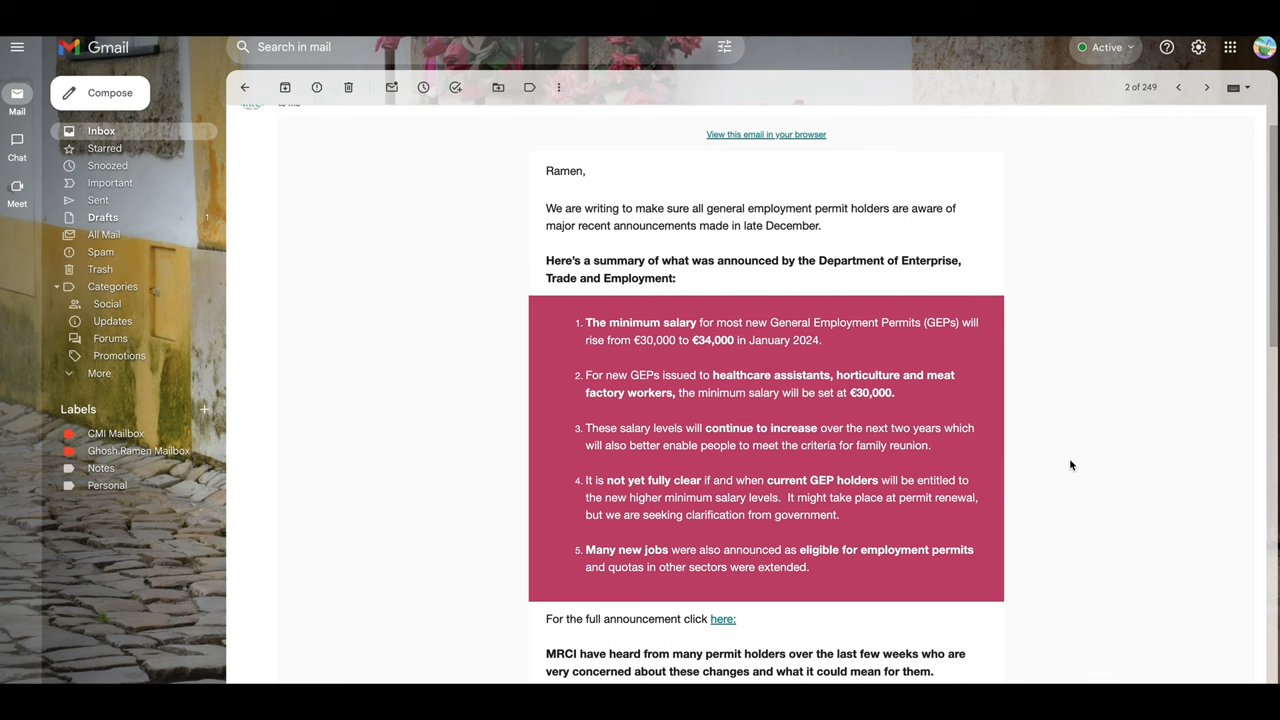 Gmail
Search in mail
Active
Compose
2 of 249
Mail
Chat
Meet
Inbox
Starred
Snoozed
Important
Sent
Drafts 1
All Mail
Spam
Trash
Categories
Social
Updates
Forums
Promotions
More
Labels
CMI Mailbox
Ghosh.Ramen Mailbox
Notes
Personal
to me
View this email in your browser
Ramen,
We are writing to make sure all general employment permit holders are aware of
major recent announcements made in late December.
Here's a summary of what was announced by the Department of Enterprise,
Trade and Employment:
1. The minimum salary for most new General Employment Permits (GEPs) will
rise from €30,000 to €34,000 in January 2024.
2. For new GEPs issued to healthcare assistants, horticulture and meat
factory workers, the minimum salary will be set at €30,000.
3. These salary levels will continue to increase over the next two years which
will also better enable people to meet the criteria for family reunion.
4. It is not yet fully clear if and when current GEP holders will be entitled to
the new higher minimum salary levels. It might take place at permit renewal,
but we are seeking clarification from government.
5. Many new jobs were also announced as eligible for employment permits
and quotas in other sectors were extended.
For the full announcement click here:
MRCI have heard from many permit holders over the last few weeks who are
very concerned about these changes and what it could mean for them.